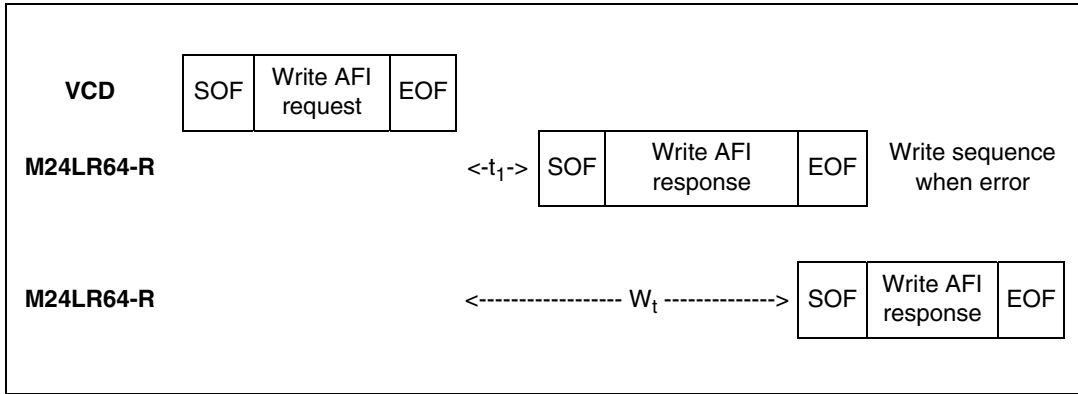 VCD SOF Write AFI request EOF
M24LR64-R <-t1-> SOF Write AFI response EOF Write sequence when error
M24LR64-R <------------------ Wt --------------> SOF Write AFI response EOF